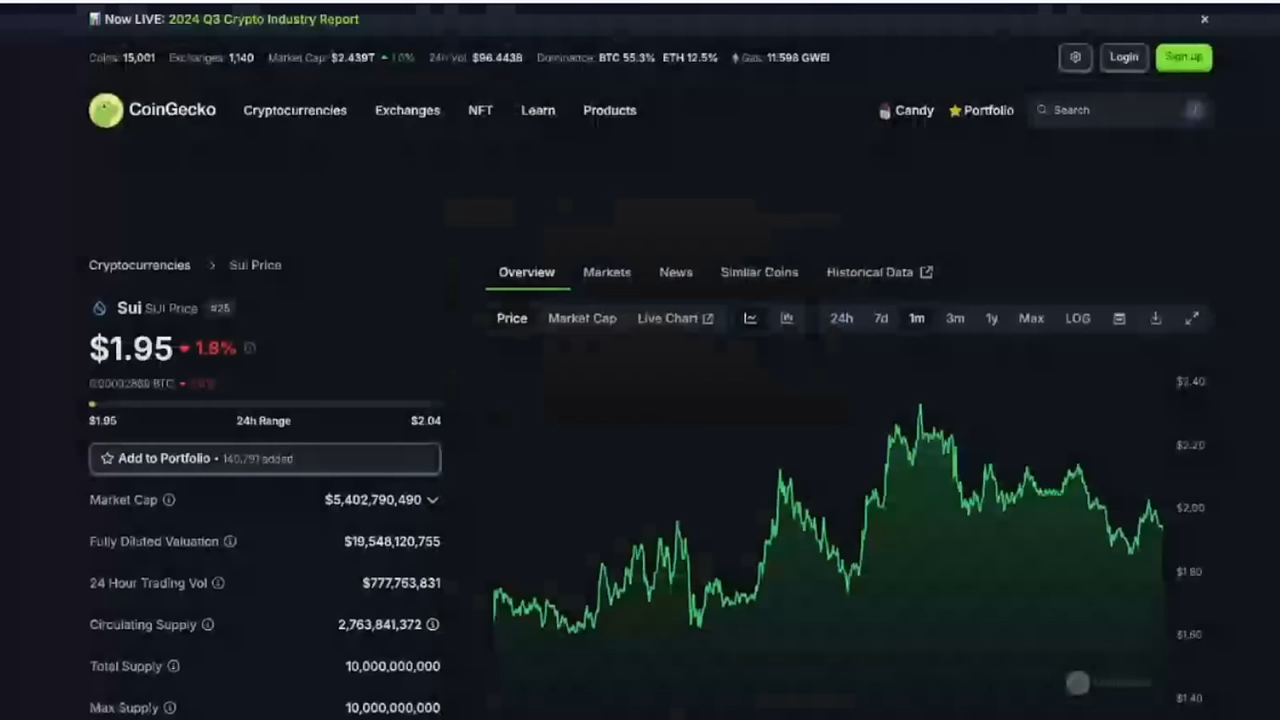 Now LIVE: 2024 Q3 Crypto Industry Report
Coins: 15,001 Exchanges: 1,140 Market Cap: $2.439T 1.0% 24h Vol: $96.443B Dominance: BTC 55.3% ETH 12.5% Gas: 11.598 GWEI
Login
Sign up
CoinGecko Cryptocurrencies Exchanges NFT Learn Products Candy Portfolio Search /
Cryptocurrencies > Sui Price
Overview Markets News Similar Coins Historical Data
Sui SUI Price #25
Price Market Cap Live Chart 24h 7d 1m 3m 1y Max LOG
$1.95 1.8%
BTC
$1.95 24h Range $2.04
Add to Portfolio • 140,791 added
Market Cap $5,402,790,490
Fully Diluted Valuation $19,548,120,755
24 Hour Trading Vol $777,763,831
Circulating Supply 2,763,841,372
Total Supply 10,000,000,000
Max Supply 10,000,000,000
$2.40
$2.20
$2.00
$1.80
$1.60
$1.40